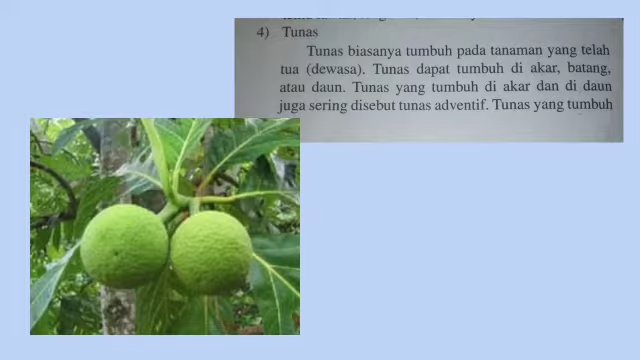 4) Tunas
Tunas biasanya tumbuh pada tanaman yang telah
tua (dewasa). Tunas dapat tumbuh di akar, batang,
atau daun. Tunas yang tumbuh di akar dan di daun
juga sering disebut tunas adventif. Tunas yang tumbuh